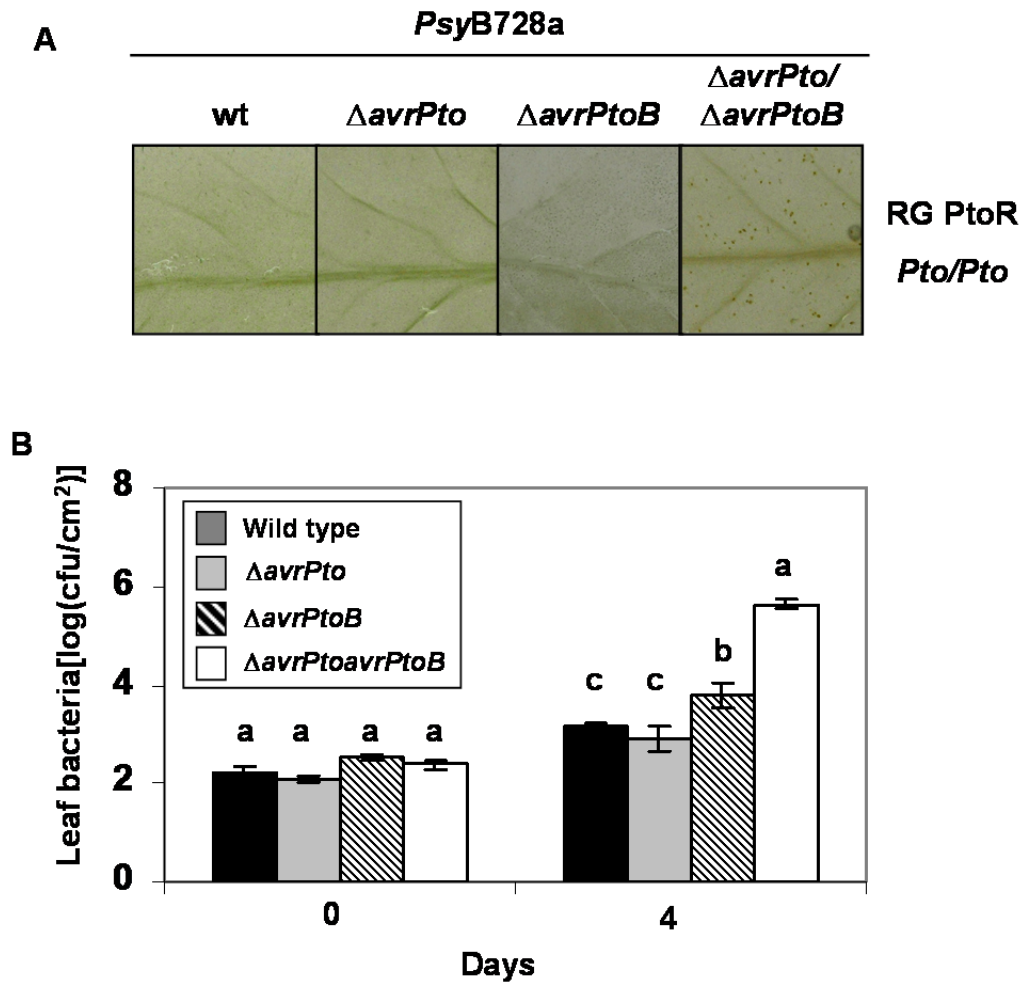 A
PsyB728a
wt
ΔavrPto
ΔavrPtoB
ΔavrPto/
ΔavrPtoB
RG PtoR
Pto/Pto
B
Leaf bacteria[log(cfu/cm²)]
8
6
4
2
0
Wild type
ΔavrPto
ΔavrPtoB
ΔavrPtoavrPtoB
a a a a
c c b a
0 4
Days